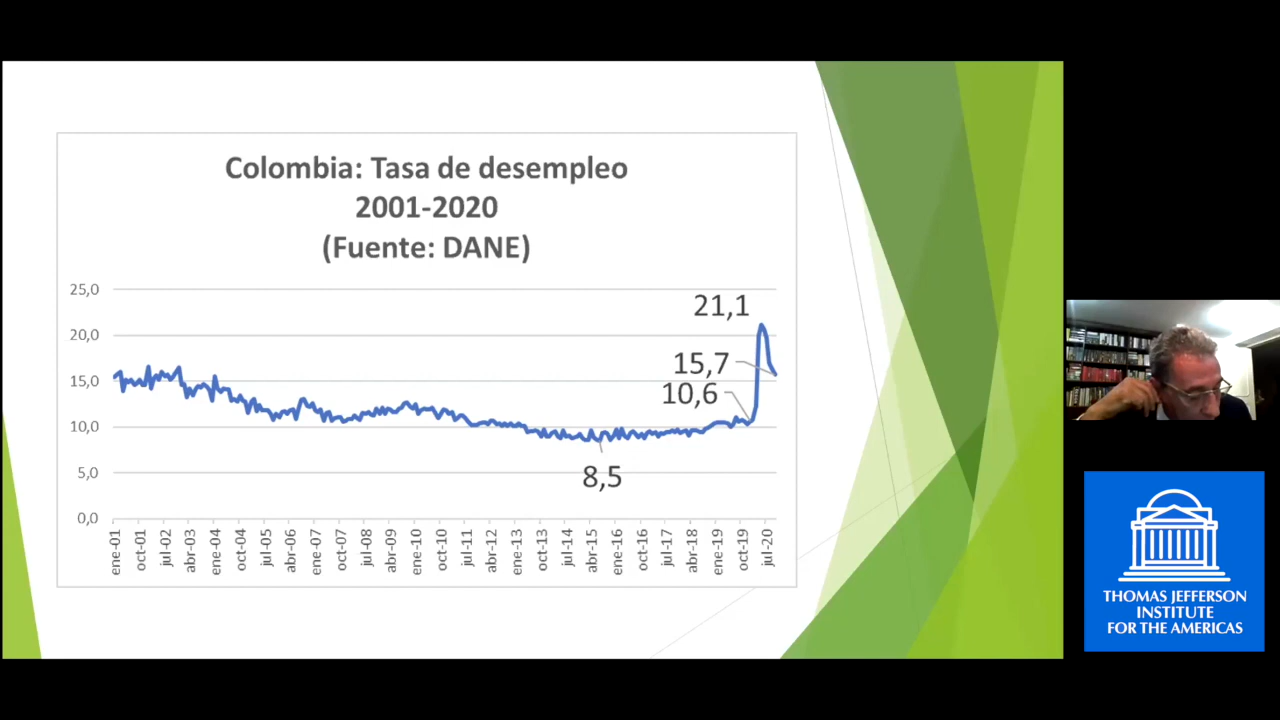 Colombia: Tasa de desempleo
2001-2020
(Fuente: DANE)
25,0
20,0
15,0
10,0
5,0
0,0
21,1
15,7
10,6
8,5
ene-01
oct-01
jul-02
abr-03
ene-04
oct-04
jul-05
abr-06
ene-07
oct-07
jul-08
abr-09
ene-10
oct-10
jul-11
abr-12
ene-13
oct-13
jul-14
abr-15
ene-16
oct-16
jul-17
abr-18
ene-19
oct-19
jul-20
THOMAS JEFFERSON
INSTITUTE
FOR THE AMERICAS